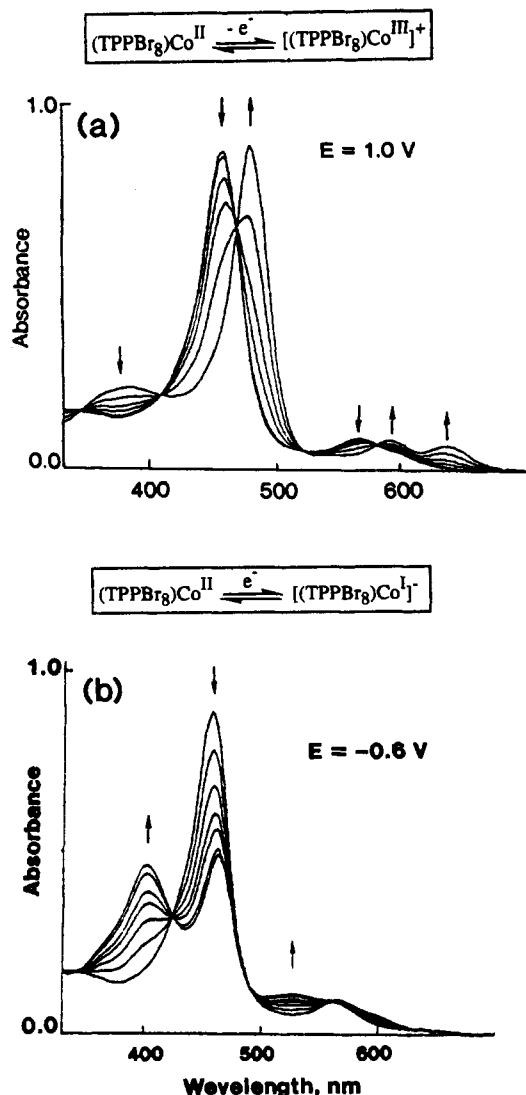 (TPPBr₈)Coᴵᴵ - e⁻ ⇌ [(TPPBr₈)Coᴵᴵᴵ]⁺
(a)
1.0
E = 1.0 V
Absorbance
0.0
400 500 600
(TPPBr₈)Coᴵᴵ e⁻ ⇌ [(TPPBr₈)Coᴵ]⁻
(b)
1.0
E = -0.6 V
Absorbance
0.0
400 500 600
Wevelength, nm